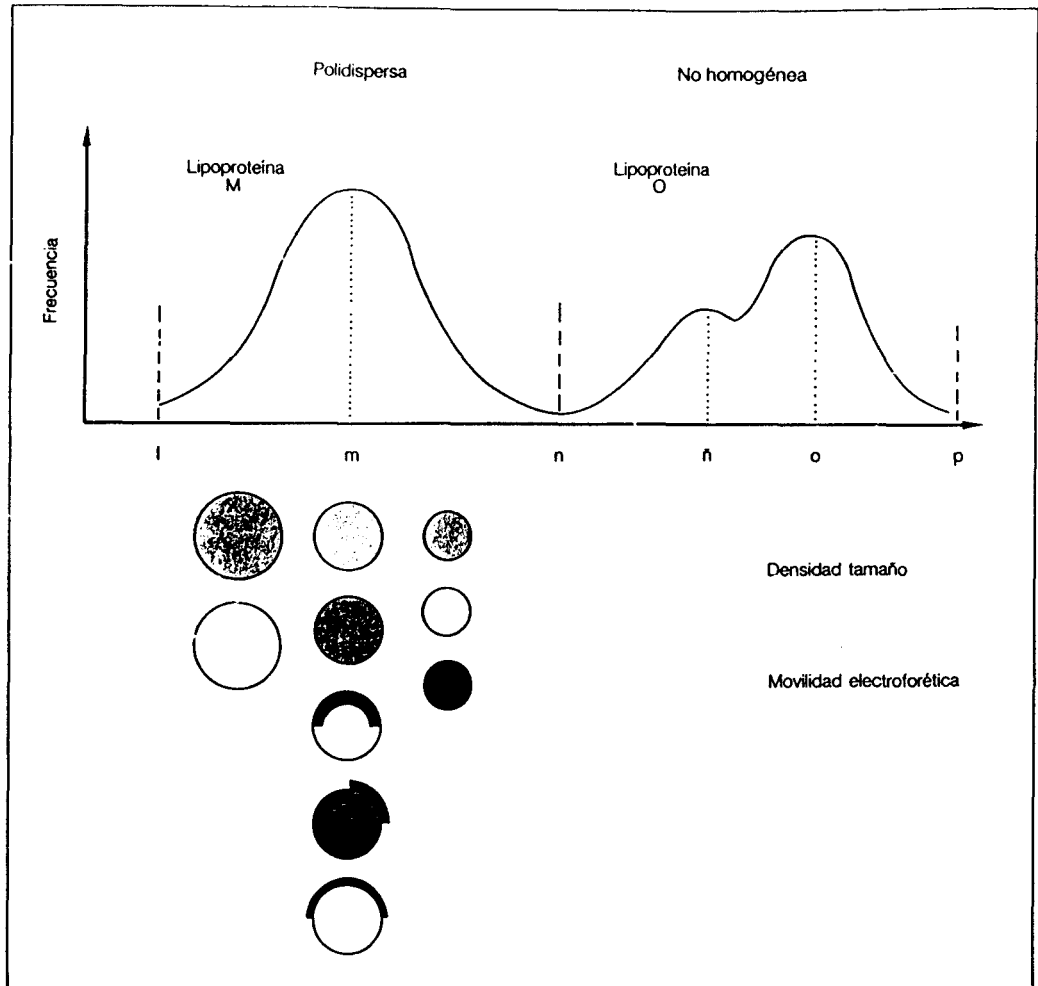 Polidispersa
No homogénea
Lipoproteína
M
Lipoproteína
O
Frecuencia
l
m
n
ñ
o
p
Densidad tamaño
Movilidad electroforética